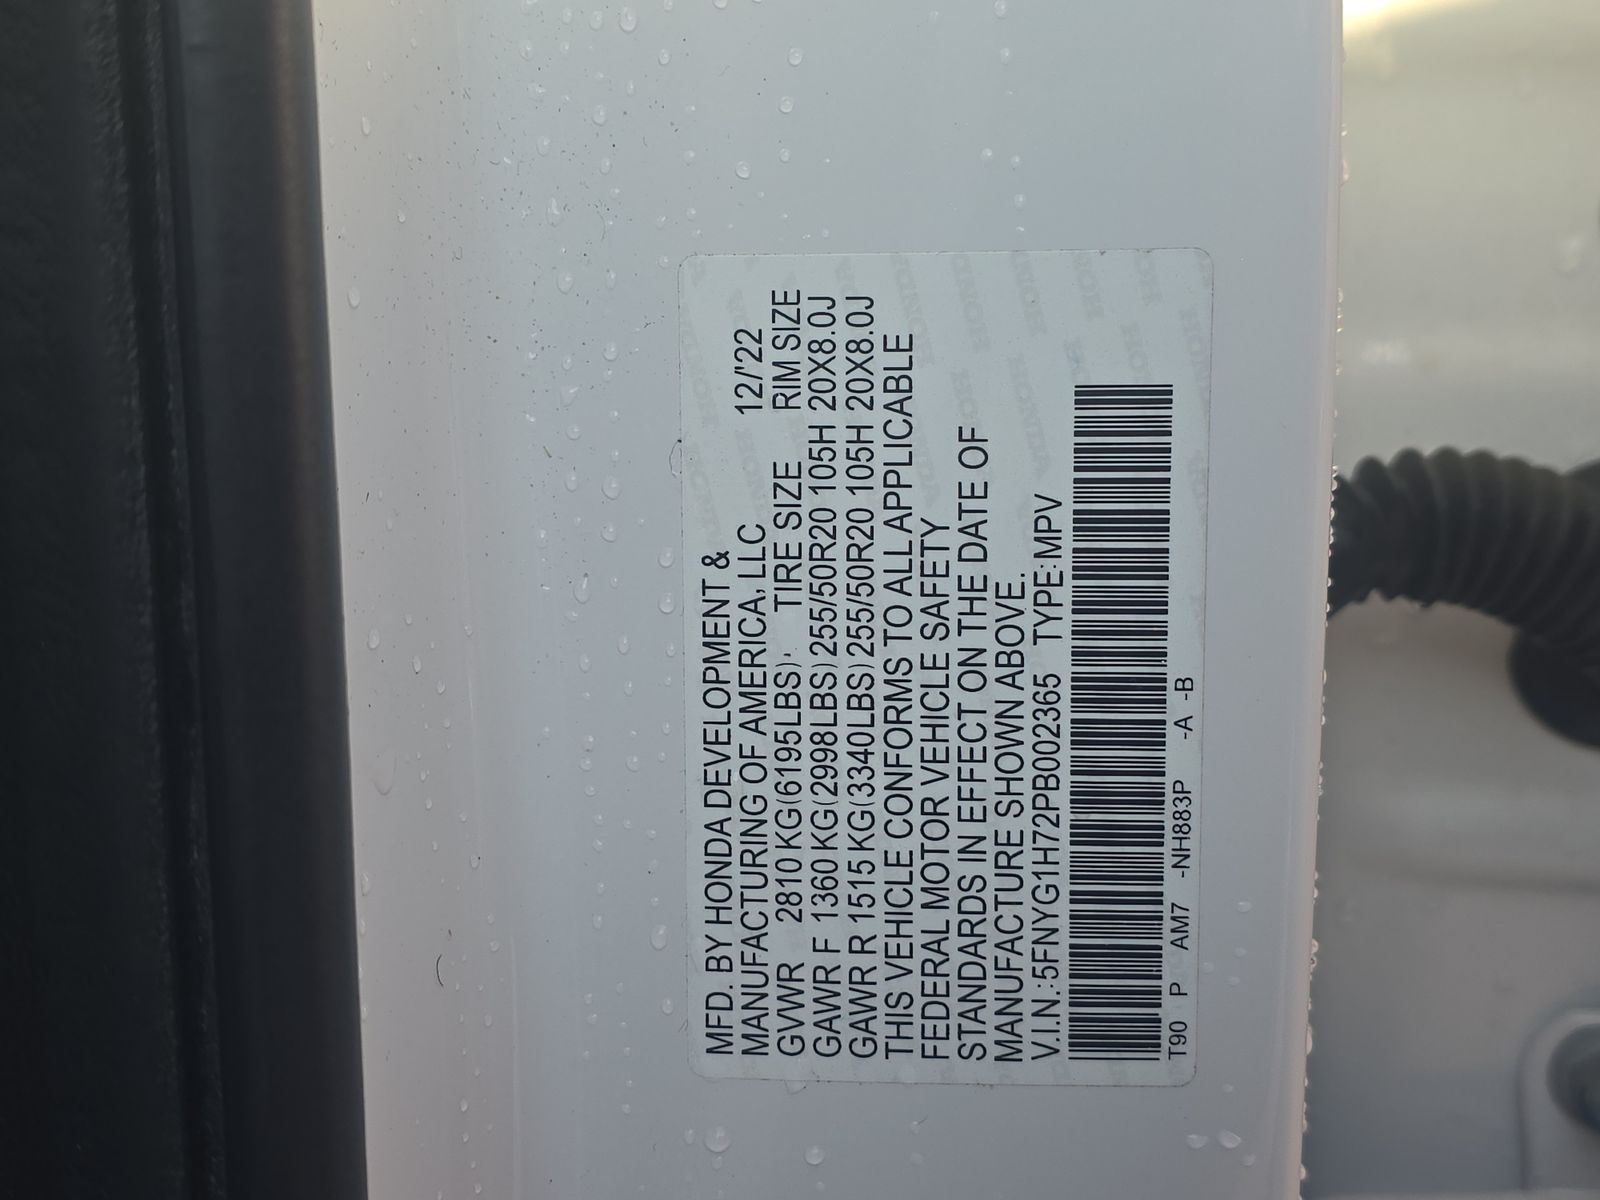 MFD. BY HONDA DEVELOPMENT &
MANUFACTURING OF AMERICA, LLC 12/'22
GVWR 2810 KG(6195LBS). TIRE SIZE RIM SIZE
GAWR F 1360 KG(2998LBS) 255/50R20 105H 20X8.0J
GAWR R 1515 KG(3340LBS) 255/50R20 105H 20X8.0J
THIS VEHICLE CONFORMS TO ALL APPLICABLE
FEDERAL MOTOR VEHICLE SAFETY
STANDARDS IN EFFECT ON THE DATE OF
MANUFACTURE SHOWN ABOVE.
V.I.N.:5FNYG1H72PB002365 TYPE:MPV
T90 P AM7 -NH883P -A -B